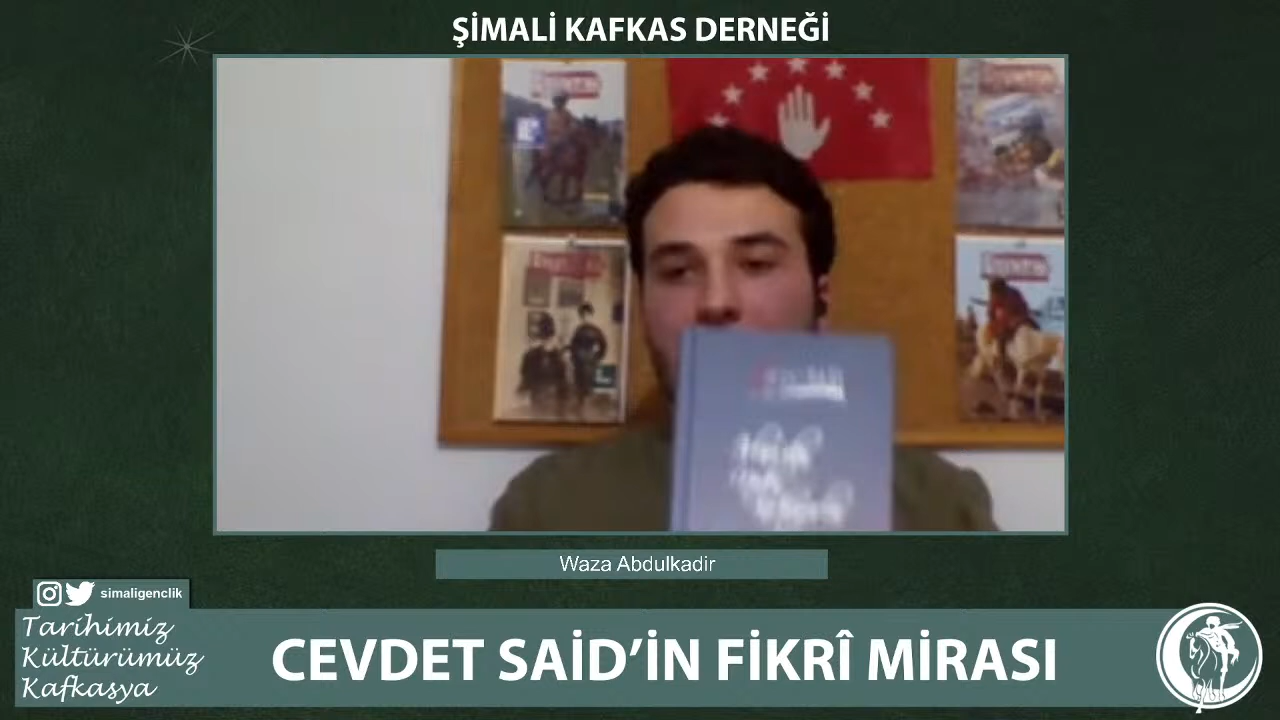 ŞİMALİ KAFKAS DERNEĞİ
Waza Abdulkadir
simaligenclik
Tarihimiz
Kültürümüz
Kafkasya
CEVDET SAİD’İN FİKRÎ MİRASI